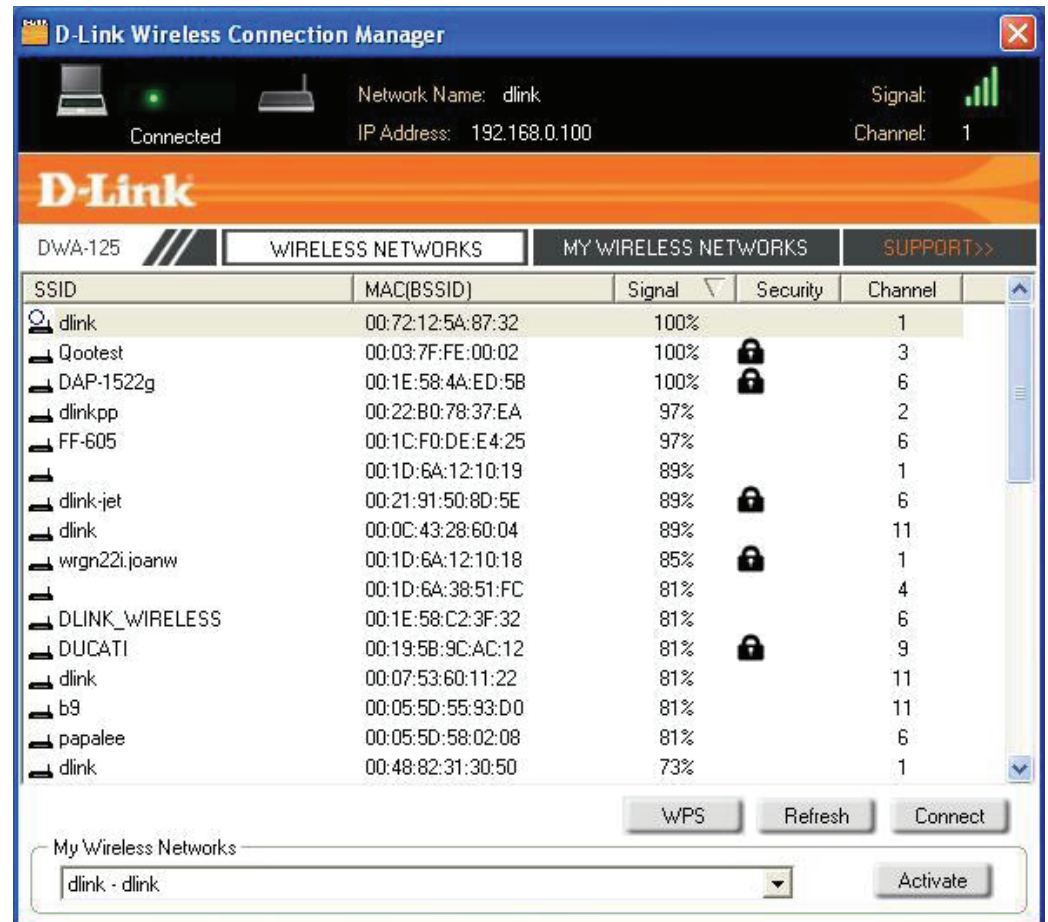 D-Link Wireless Connection Manager
Network Name: dlink Signal:
Connected IP Address: 192.168.0.100 Channel: 1
D-Link
DWA-125 WIRELESS NETWORKS MY WIRELESS NETWORKS SUPPORT>>
SSID MAC(BSSID) Signal Security Channel
dlink 00:72:12:5A:87:32 100% 1
Qootest 00:03:7F:FE:00:02 100% 3
DAP-1522g 00:1E:58:4A:ED:5B 100% 6
dlinkpp 00:22:B0:78:37:EA 97% 2
FF-605 00:1C:F0:DE:E4:25 97% 6
00:1D:6A:12:10:19 89% 1
dlink-jet 00:21:91:50:8D:5E 89% 6
dlink 00:0C:43:28:60:04 89% 11
wrgn22i.joanw 00:1D:6A:12:10:18 85% 1
00:1D:6A:38:51:FC 81% 4
DLINK_WIRELESS 00:1E:58:C2:3F:32 81% 6
DUCATI 00:19:5B:9C:AC:12 81% 9
dlink 00:07:53:60:11:22 81% 11
b9 00:05:5D:55:93:D0 81% 11
papalee 00:05:5D:58:02:08 81% 6
dlink 00:48:82:31:30:50 73% 1
WPS Refresh Connect
My Wireless Networks
dlink - dlink Activate